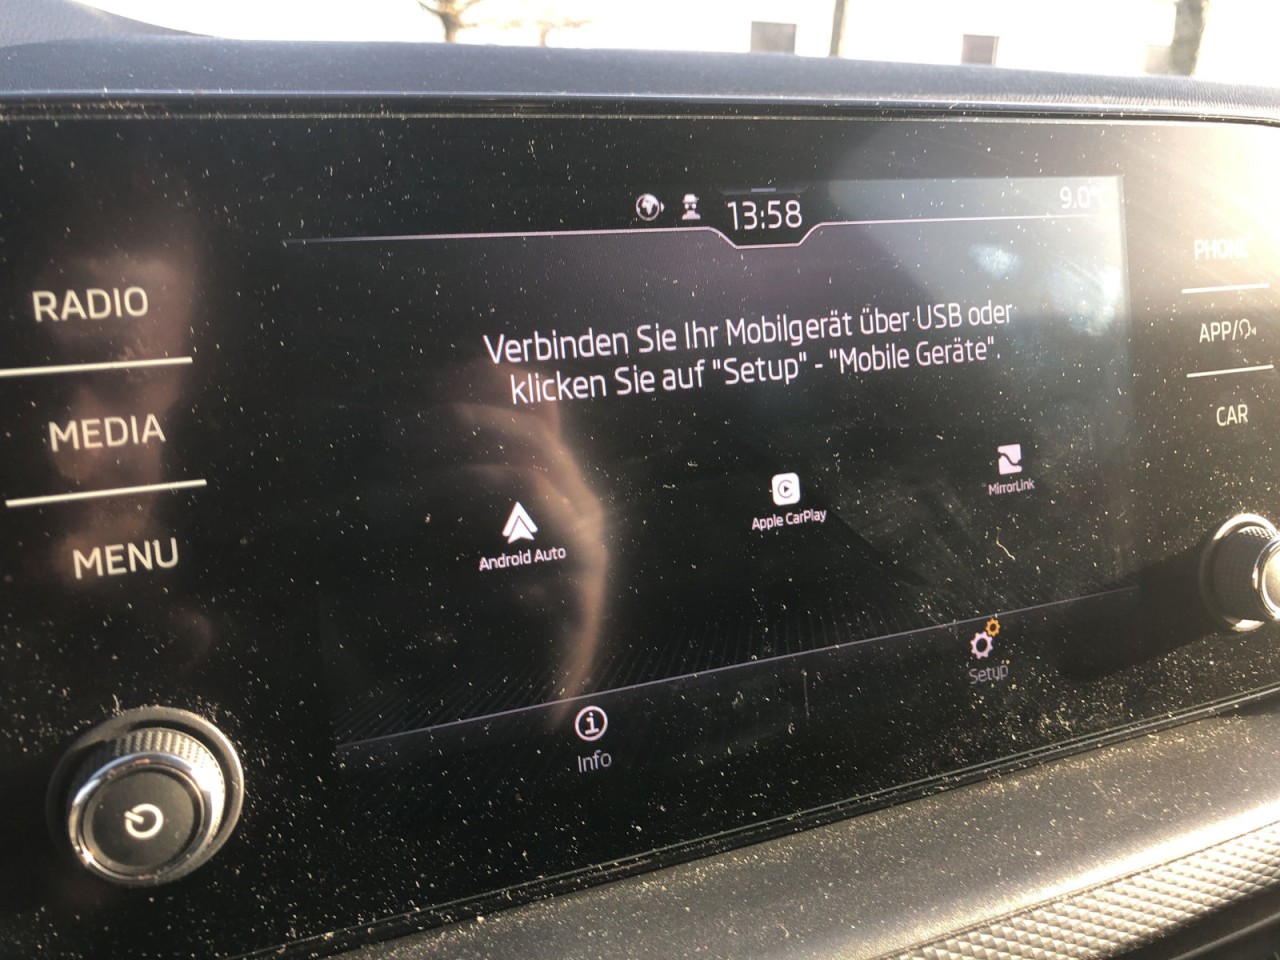 13:58
9.0°
RADIO
MEDIA
MENU
Verbinden Sie Ihr Mobilgerät über USB oder
klicken Sie auf "Setup" - "Mobile Geräte".
Android Auto
Apple CarPlay
MirrorLink
Info
Setup
PHONE
APP/
CAR